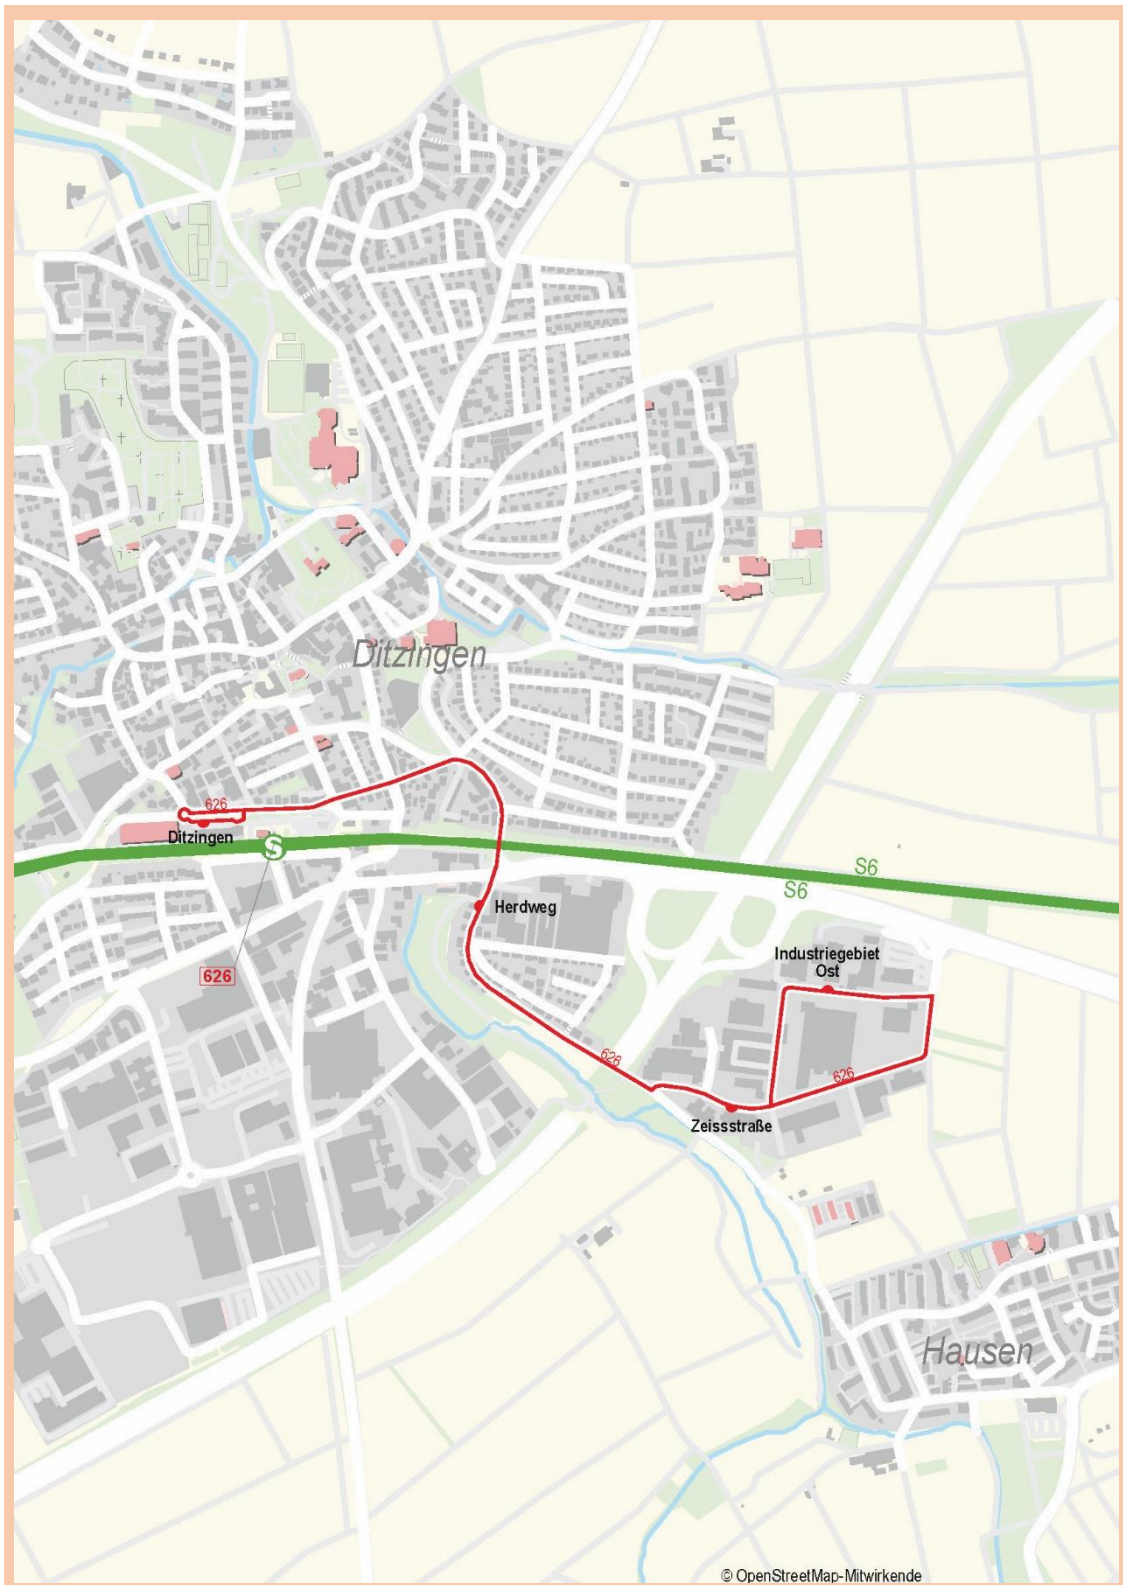 Ditzingen
626
Ditzingen
S
S6
S6
Herdweg
Industriegebiet
Ost
626
626
626
Zeissstraße
Hausen
© OpenStreetMap-Mitwirkende